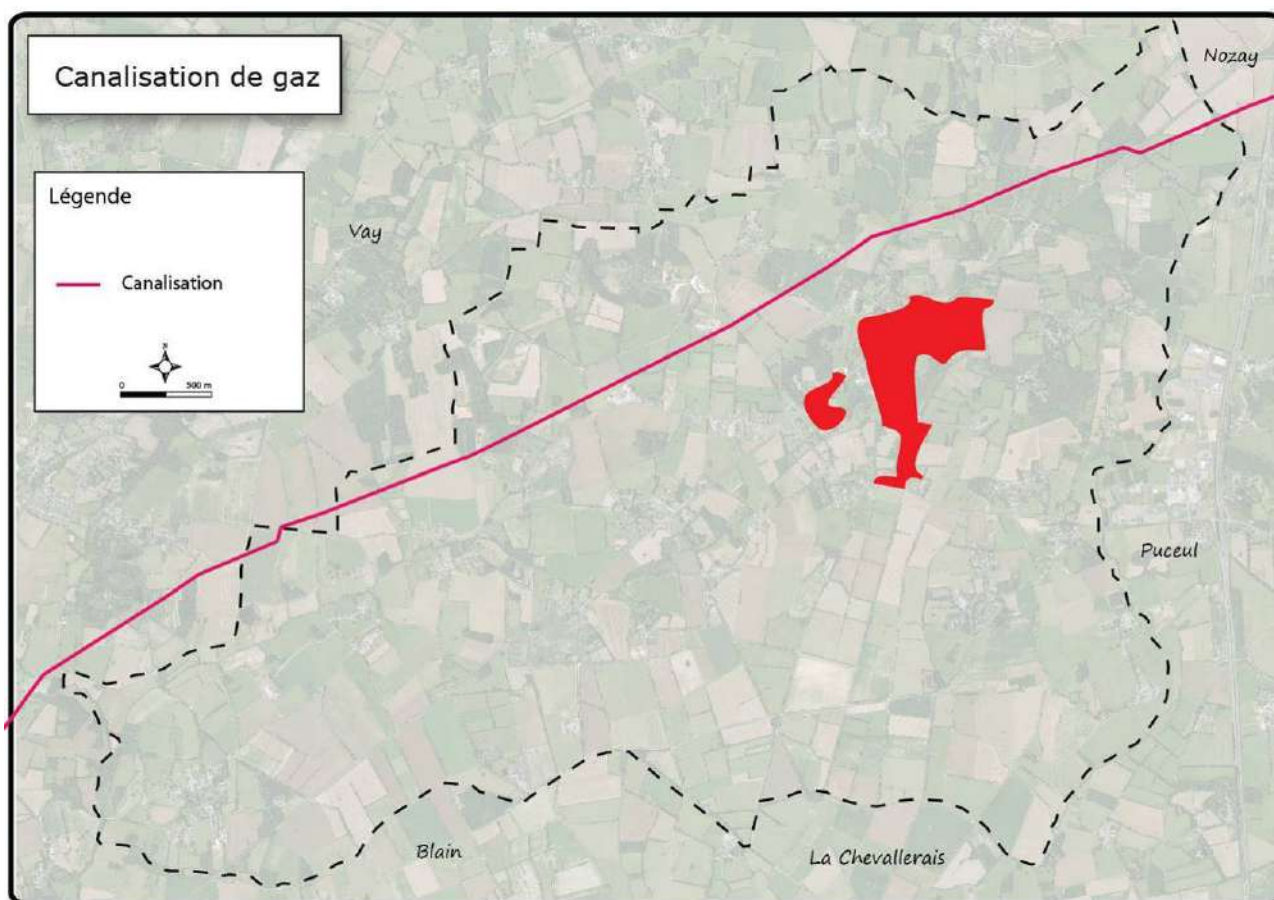 Canalisation de gaz
Nozay
Légende
Vay
Canalisation
N
0 500 m
Puceul
Blain
La Chevallerais